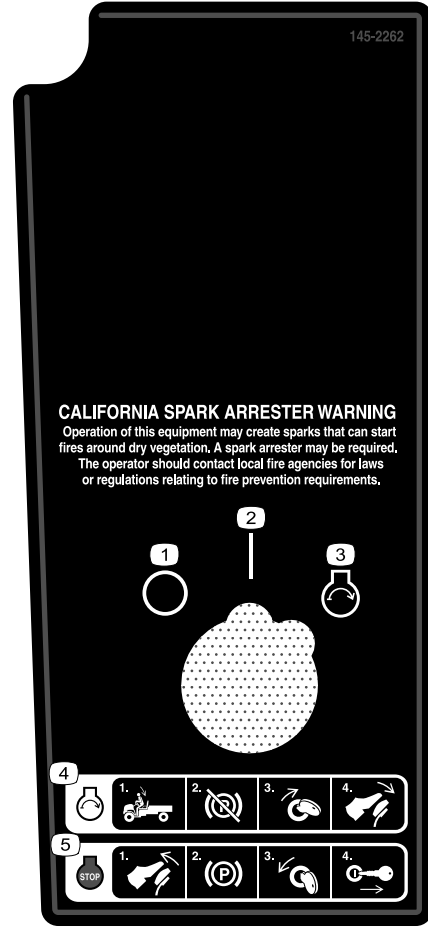 145-2262
CALIFORNIA SPARK ARRESTER WARNING
Operation of this equipment may create sparks that can start
fires around dry vegetation. A spark arrester may be required.
The operator should contact local fire agencies for laws
or regulations relating to fire prevention requirements.
2
1
3
4
1. 2. 3. 4.
5
STOP 1. 2. (P) 3. 4.